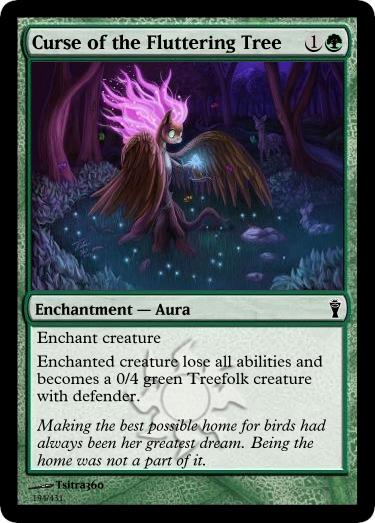 Curse of the Fluttering Tree 1
Enchantment — Aura
Enchant creature
Enchanted creature lose all abilities and
becomes a 0/4 green Treefolk creature
with defender.
Making the best possible home for birds had
always been her greatest dream. Being the
home was not a part of it.
Tsitra360
194/431